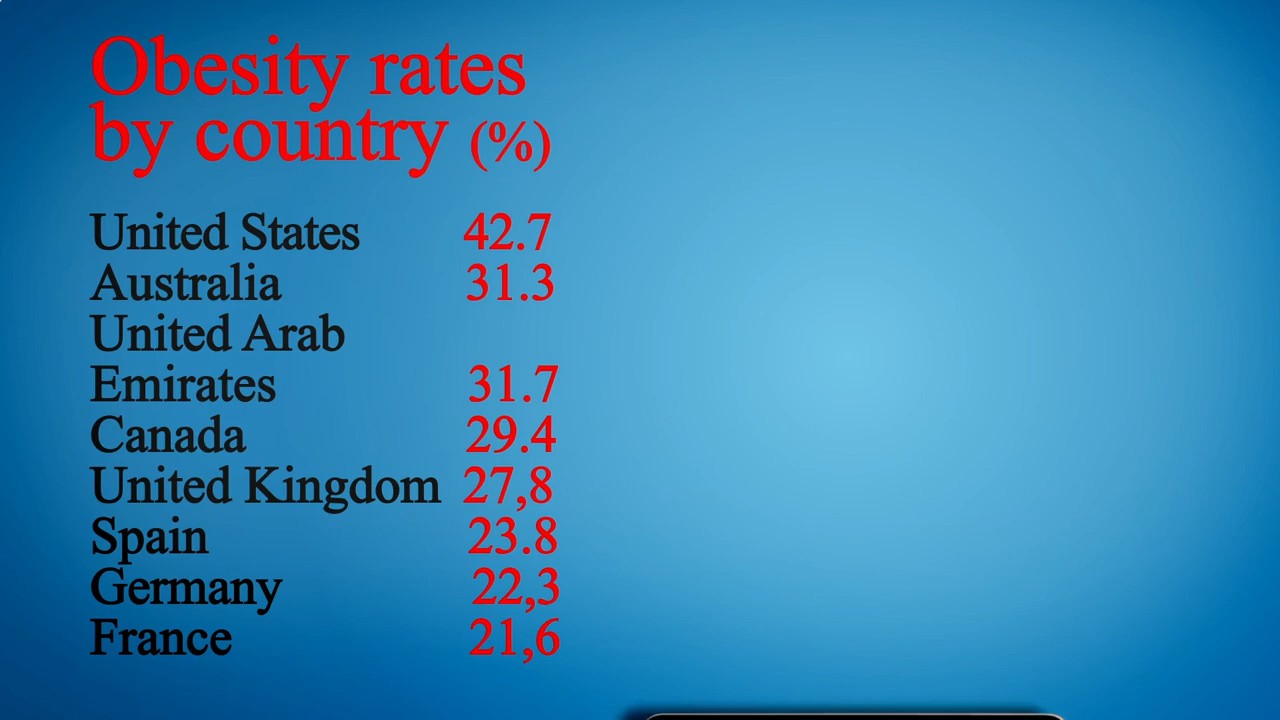 Obesity rates
by country (%)
United States 42.7
Australia 31.3
United Arab
Emirates 31.7
Canada 29.4
United Kingdom 27,8
Spain 23.8
Germany 22,3
France 21,6